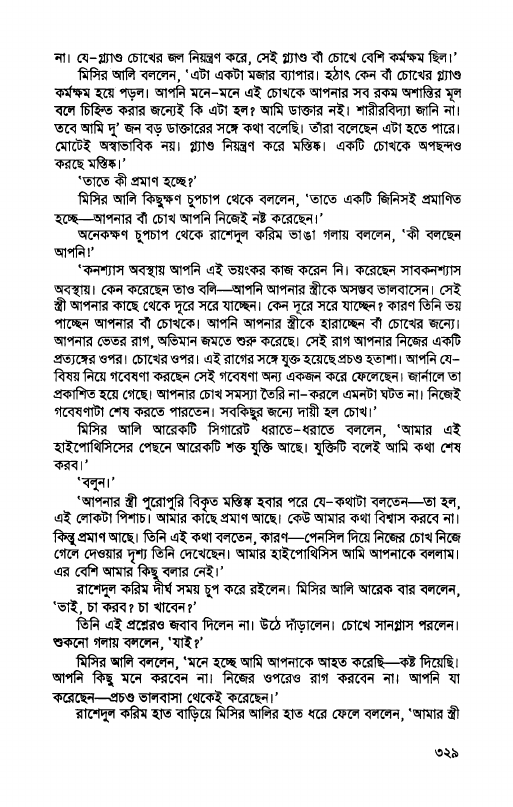 না। যে-গ্ল্যাণ্ড চোখের জল নিয়ন্ত্রণ করে, সেই গ্ল্যাণ্ড বাঁ চোখে বেশি কর্মক্ষম ছিল।’
মিসির আলি বললেন, ‘এটা একটা মজার ব্যাপার। হঠাৎ কেন বাঁ চোখের গ্ল্যাণ্ড
কর্মক্ষম হয়ে পড়ল। আপনি মনে-মনে এই চোখকে আপনার সব রকম অশান্তির মূল
বলে চিহ্নিত করার জন্যেই কি এটা হল? আমি ডাক্তার নই। শারীরবিদ্যা জানি না।
তবে আমি দু’ জন বড় ডাক্তারের সঙ্গে কথা বলেছি। তাঁরা বলেছেন এটা হতে পারে।
মোটেই অস্বাভাবিক নয়। গ্ল্যাণ্ড নিয়ন্ত্রণ করে মস্তিষ্ক। একটি চোখকে অপছন্দও
করছে মস্তিষ্ক।’
‘তাতে কী প্রমাণ হচ্ছে?’
মিসির আলি কিছুক্ষণ চুপচাপ থেকে বললেন, ‘তাতে একটি জিনিসই প্রমাণিত
হচ্ছে—আপনার বাঁ চোখ আপনি নিজেই নষ্ট করেছেন।’
অনেকক্ষণ চুপচাপ থেকে রাশেদুল করিম ভাঙা গলায় বললেন, ‘কী বলছেন
আপনি!’
‘কনশ্যাস অবস্থায় আপনি এই ভয়ংকর কাজ করেন নি। করেছেন সাবকনশ্যাস
অবস্থায়। কেন করেছেন তাও বলি—আপনি আপনার স্ত্রীকে অসম্ভব ভালবাসেন। সেই
স্ত্রী আপনার কাছে থেকে দূরে সরে যাচ্ছেন। কেন দূরে সরে যাচ্ছেন? কারণ তিনি ভয়
পাচ্ছেন আপনার বাঁ চোখকে। আপনি আপনার স্ত্রীকে হারাচ্ছেন বাঁ চোখের জন্যে।
আপনার ভেতর রাগ, অভিমান জমতে শুরু করেছে। সেই রাগ আপনার নিজের একটি
প্রত্যঙ্গের ওপর। চোখের ওপর। এই রাগের সঙ্গে যুক্ত হয়েছে প্রচণ্ড হতাশা। আপনি যে-
বিষয় নিয়ে গবেষণা করছেন সেই গবেষণা অন্য একজন করে ফেলেছেন। জার্নালে তা
প্রকাশিত হয়ে গেছে। আপনার চোখ সমস্যা তৈরি না-করলে এমনটা ঘটত না। নিজেই
গবেষণাটা শেষ করতে পারতেন। সবকিছুর জন্যে দায়ী হল চোখ।’
মিসির আলি আরেকটি সিগারেট ধরাতে-ধরাতে বললেন, ‘আমার এই
হাইপোথিসিসের পেছনে আরেকটি শক্ত যুক্তি আছে। যুক্তিটি বলেই আমি কথা শেষ
করব।’
‘বলুন।’
‘আপনার স্ত্রী পুরোপুরি বিকৃত মস্তিষ্ক হবার পরে যে-কথাটা বলতেন—তা হল,
এই লোকটা পিশাচ। আমার কাছে প্রমাণ আছে। কেউ আমার কথা বিশ্বাস করবে না।
কিন্তু প্রমাণ আছে। তিনি এই কথা বলতেন, কারণ—পেনসিল দিয়ে নিজের চোখ নিজে
গেলে দেওয়ার দৃশ্য তিনি দেখেছেন। আমার হাইপোথিসিস আমি আপনাকে বললাম।
এর বেশি আমার কিছু বলার নেই।’
রাশেদুল করিম দীর্ঘ সময় চুপ করে রইলেন। মিসির আলি আরেক বার বললেন,
‘ভাই, চা করব? চা খাবেন?’
তিনি এই প্রশ্নেরও জবাব দিলেন না। উঠে দাঁড়ালেন। চোখে সানগ্লাস পরলেন।
শুকনো গলায় বললেন, ‘যাই?’
মিসির আলি বললেন, ‘মনে হচ্ছে আমি আপনাকে আহত করেছি—কষ্ট দিয়েছি।
আপনি কিছু মনে করবেন না। নিজের ওপরেও রাগ করবেন না। আপনি যা
করেছেন—প্রচণ্ড ভালবাসা থেকেই করেছেন।’
রাশেদুল করিম হাত বাড়িয়ে মিসির আলির হাত ধরে ফেলে বললেন, ‘আমার স্ত্রী
৩২৯